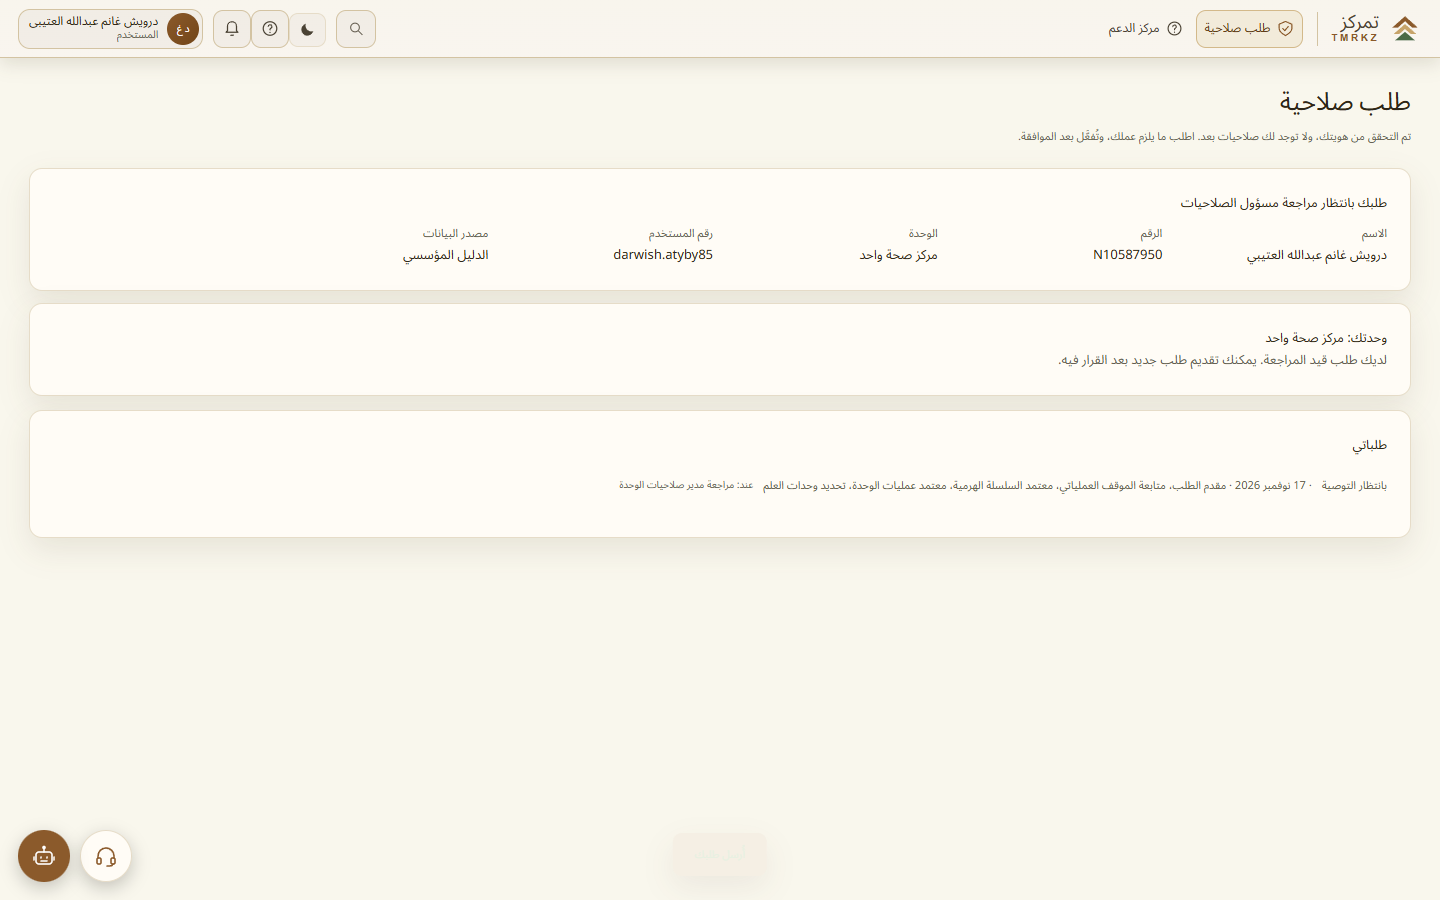 تمركز
TMRKZ
طلب صلاحية
مركز الدعم
درويش غانم عبدالله العتيبي
المستخدم
د غ
طلب صلاحية
تم التحقق من هويتك، ولا توجد لك صلاحيات بعد. اطلب ما يلزم عملك، وتُفعَّل بعد الموافقة.
طلبك بانتظار مراجعة مسؤول الصلاحيات
الاسم الرقم الوحدة رقم المستخدم مصدر البيانات
درويش غانم عبدالله العتيبي N10587950 مركز صحة واحد darwish.atyby85 الدليل المؤسسي
وحدتك: مركز صحة واحد
لديك طلب قيد المراجعة. يمكنك تقديم طلب جديد بعد القرار فيه.
طلباتي
بانتظار التوصية · 17 نوفمبر 2026 · مقدم الطلب، متابعة الموقف العملياتي، معتمد السلسلة الهرمية، معتمد عمليات الوحدة، تحديد وحدات العلم عند: مراجعة مدير صلاحيات الوحدة